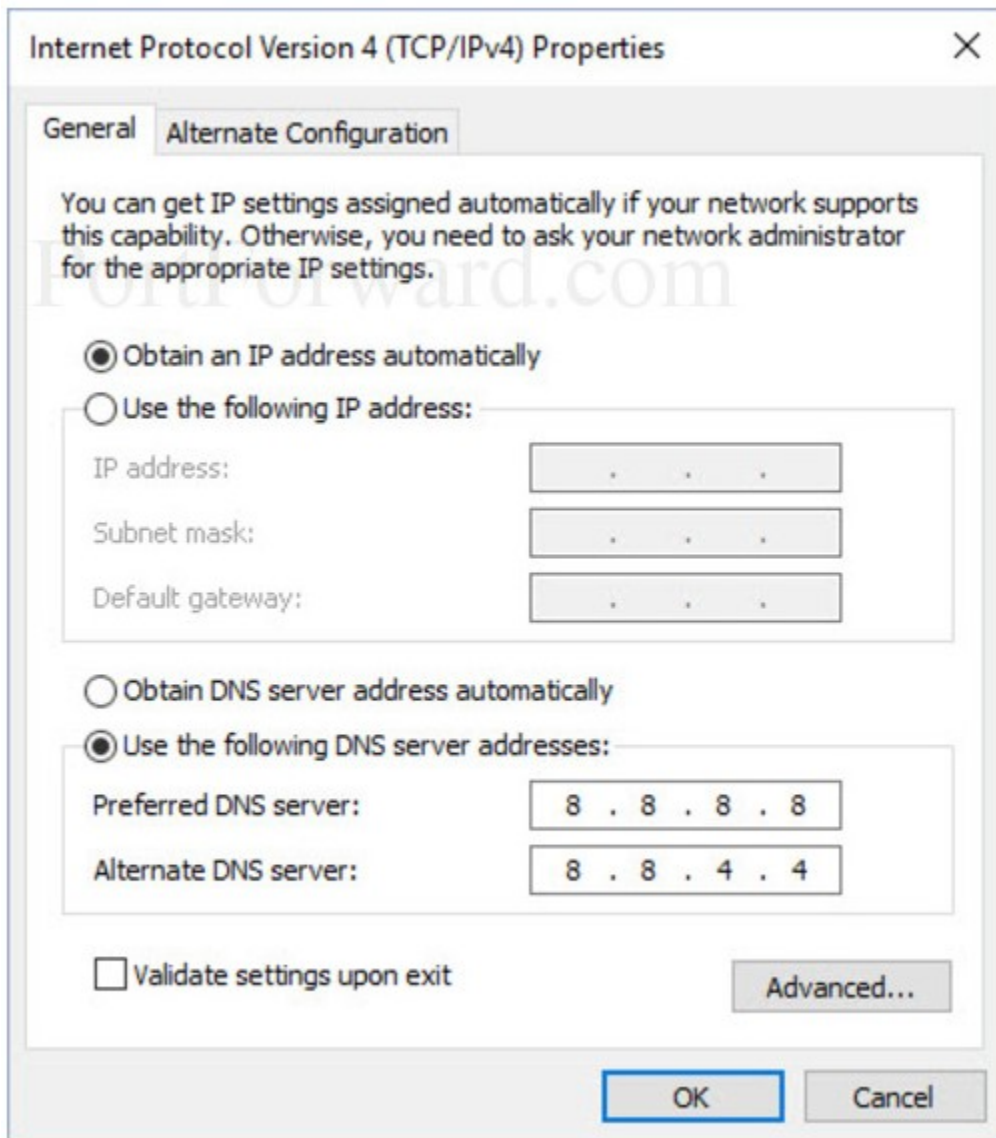 Internet Protocol Version 4 (TCP/IPv4) Properties
General
Alternate Configuration
You can get IP settings assigned automatically if your network supports
this capability. Otherwise, you need to ask your network administrator
for the appropriate IP settings.
PortForward.com
Obtain an IP address automatically
Use the following IP address:
IP address: . . .
Subnet mask: . . .
Default gateway: . . .
Obtain DNS server address automatically
Use the following DNS server addresses:
Preferred DNS server: 8 . 8 . 8 . 8
Alternate DNS server: 8 . 8 . 4 . 4
Validate settings upon exit
Advanced...
OK
Cancel